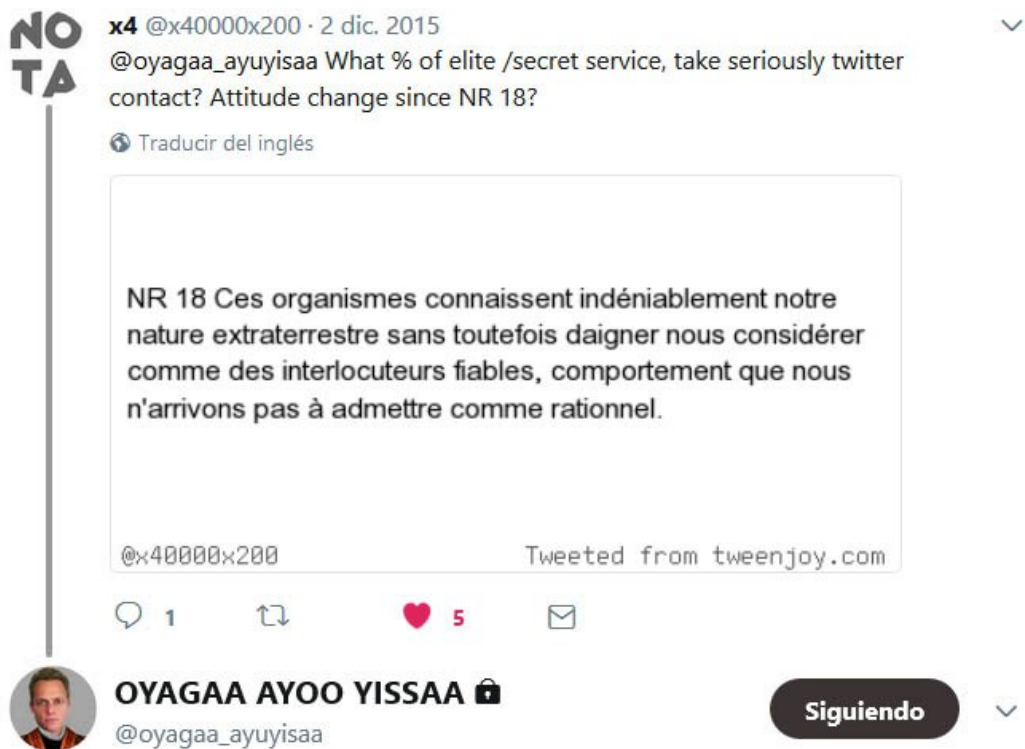 NO
TA
x4 @x40000x200 · 2 dic. 2015
@oyagaa_ayuyisaa What % of elite /secret service, take seriously twitter
contact? Attitude change since NR 18?
Traducir del inglés
NR 18 Ces organismes connaissent indéniablement notre
nature extraterrestre sans toutefois daigner nous considérer
comme des interlocuteurs fiables, comportement que nous
n'arrivons pas à admettre comme rationnel.
@x40000x200 Tweeted from tweenjoy.com
1 5
OYAGAA AYOO YISSAA
Siguiendo
@oyagaa_ayuyisaa